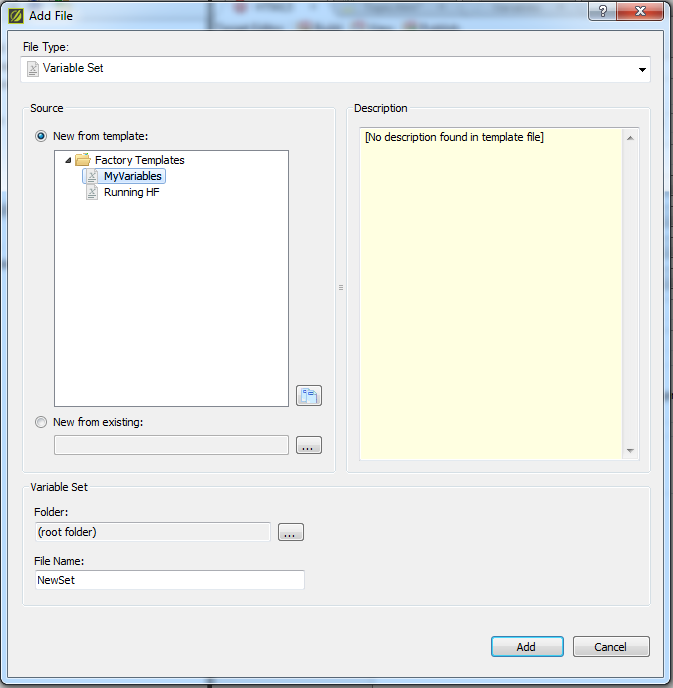 Add File
File Type:
Variable Set
Source
New from template:
Factory Templates
MyVariables
Running HF
New from existing:
...
Description
[No description found in template file]
Variable Set
Folder:
(root folder)
...
File Name:
NewSet
Add
Cancel